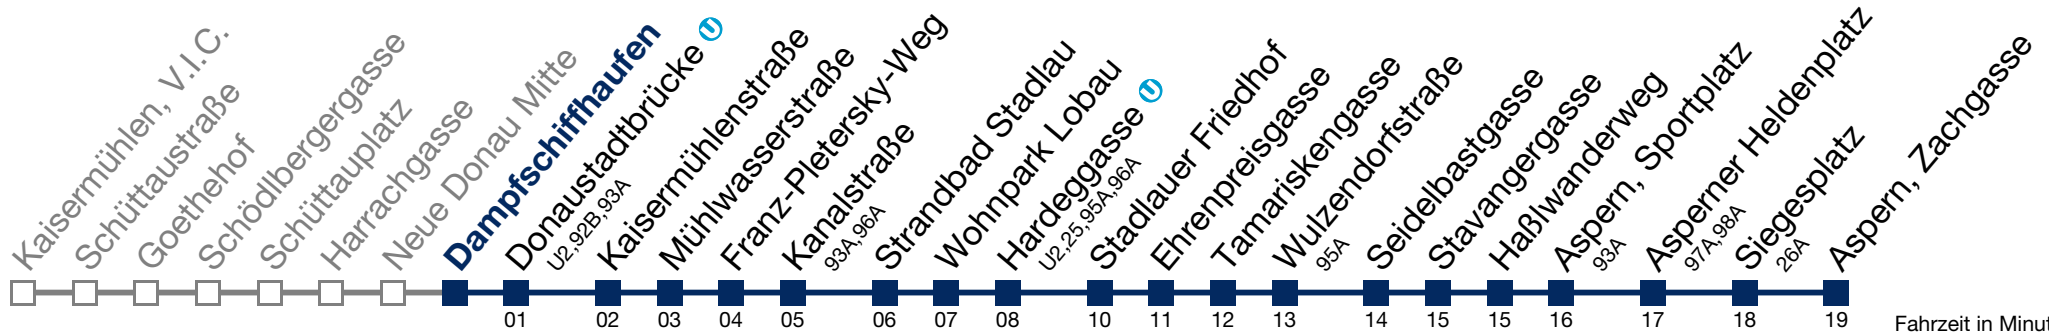 Kaisermühlen, V.I.C.
Schüttaustraße
Goethehof
Schödlbergergasse
Schüttauplatz
Harrachgasse
Neue Donau Mitte
Dampfschiffhaufen
Donaustadtbrücke U
U2,92B,93A
Kaisermühlenstraße
Mühlwasserstraße
Franz-Pletersky-Weg
Kanalstraße
93A,96A
Strandbad Stadlau
Wohnpark Lobau
Hardeggasse U
U2,25,95A,96A
Stadlauer Friedhof
Ehrenpreisgasse
Tamariskengasse
Wulzendorfstraße
95A
Seidelbastgasse
Stavangergasse
Haßlwanderweg
Aspern, Sportplatz
93A
Asperner Heldenplatz
97A,98A
Siegesplatz
26A
Aspern, Zachgasse
01 02 03 04 05 06 07 08 10 11 12 13 14 15 15 16 17 18 19 Fahrzeit in Minut